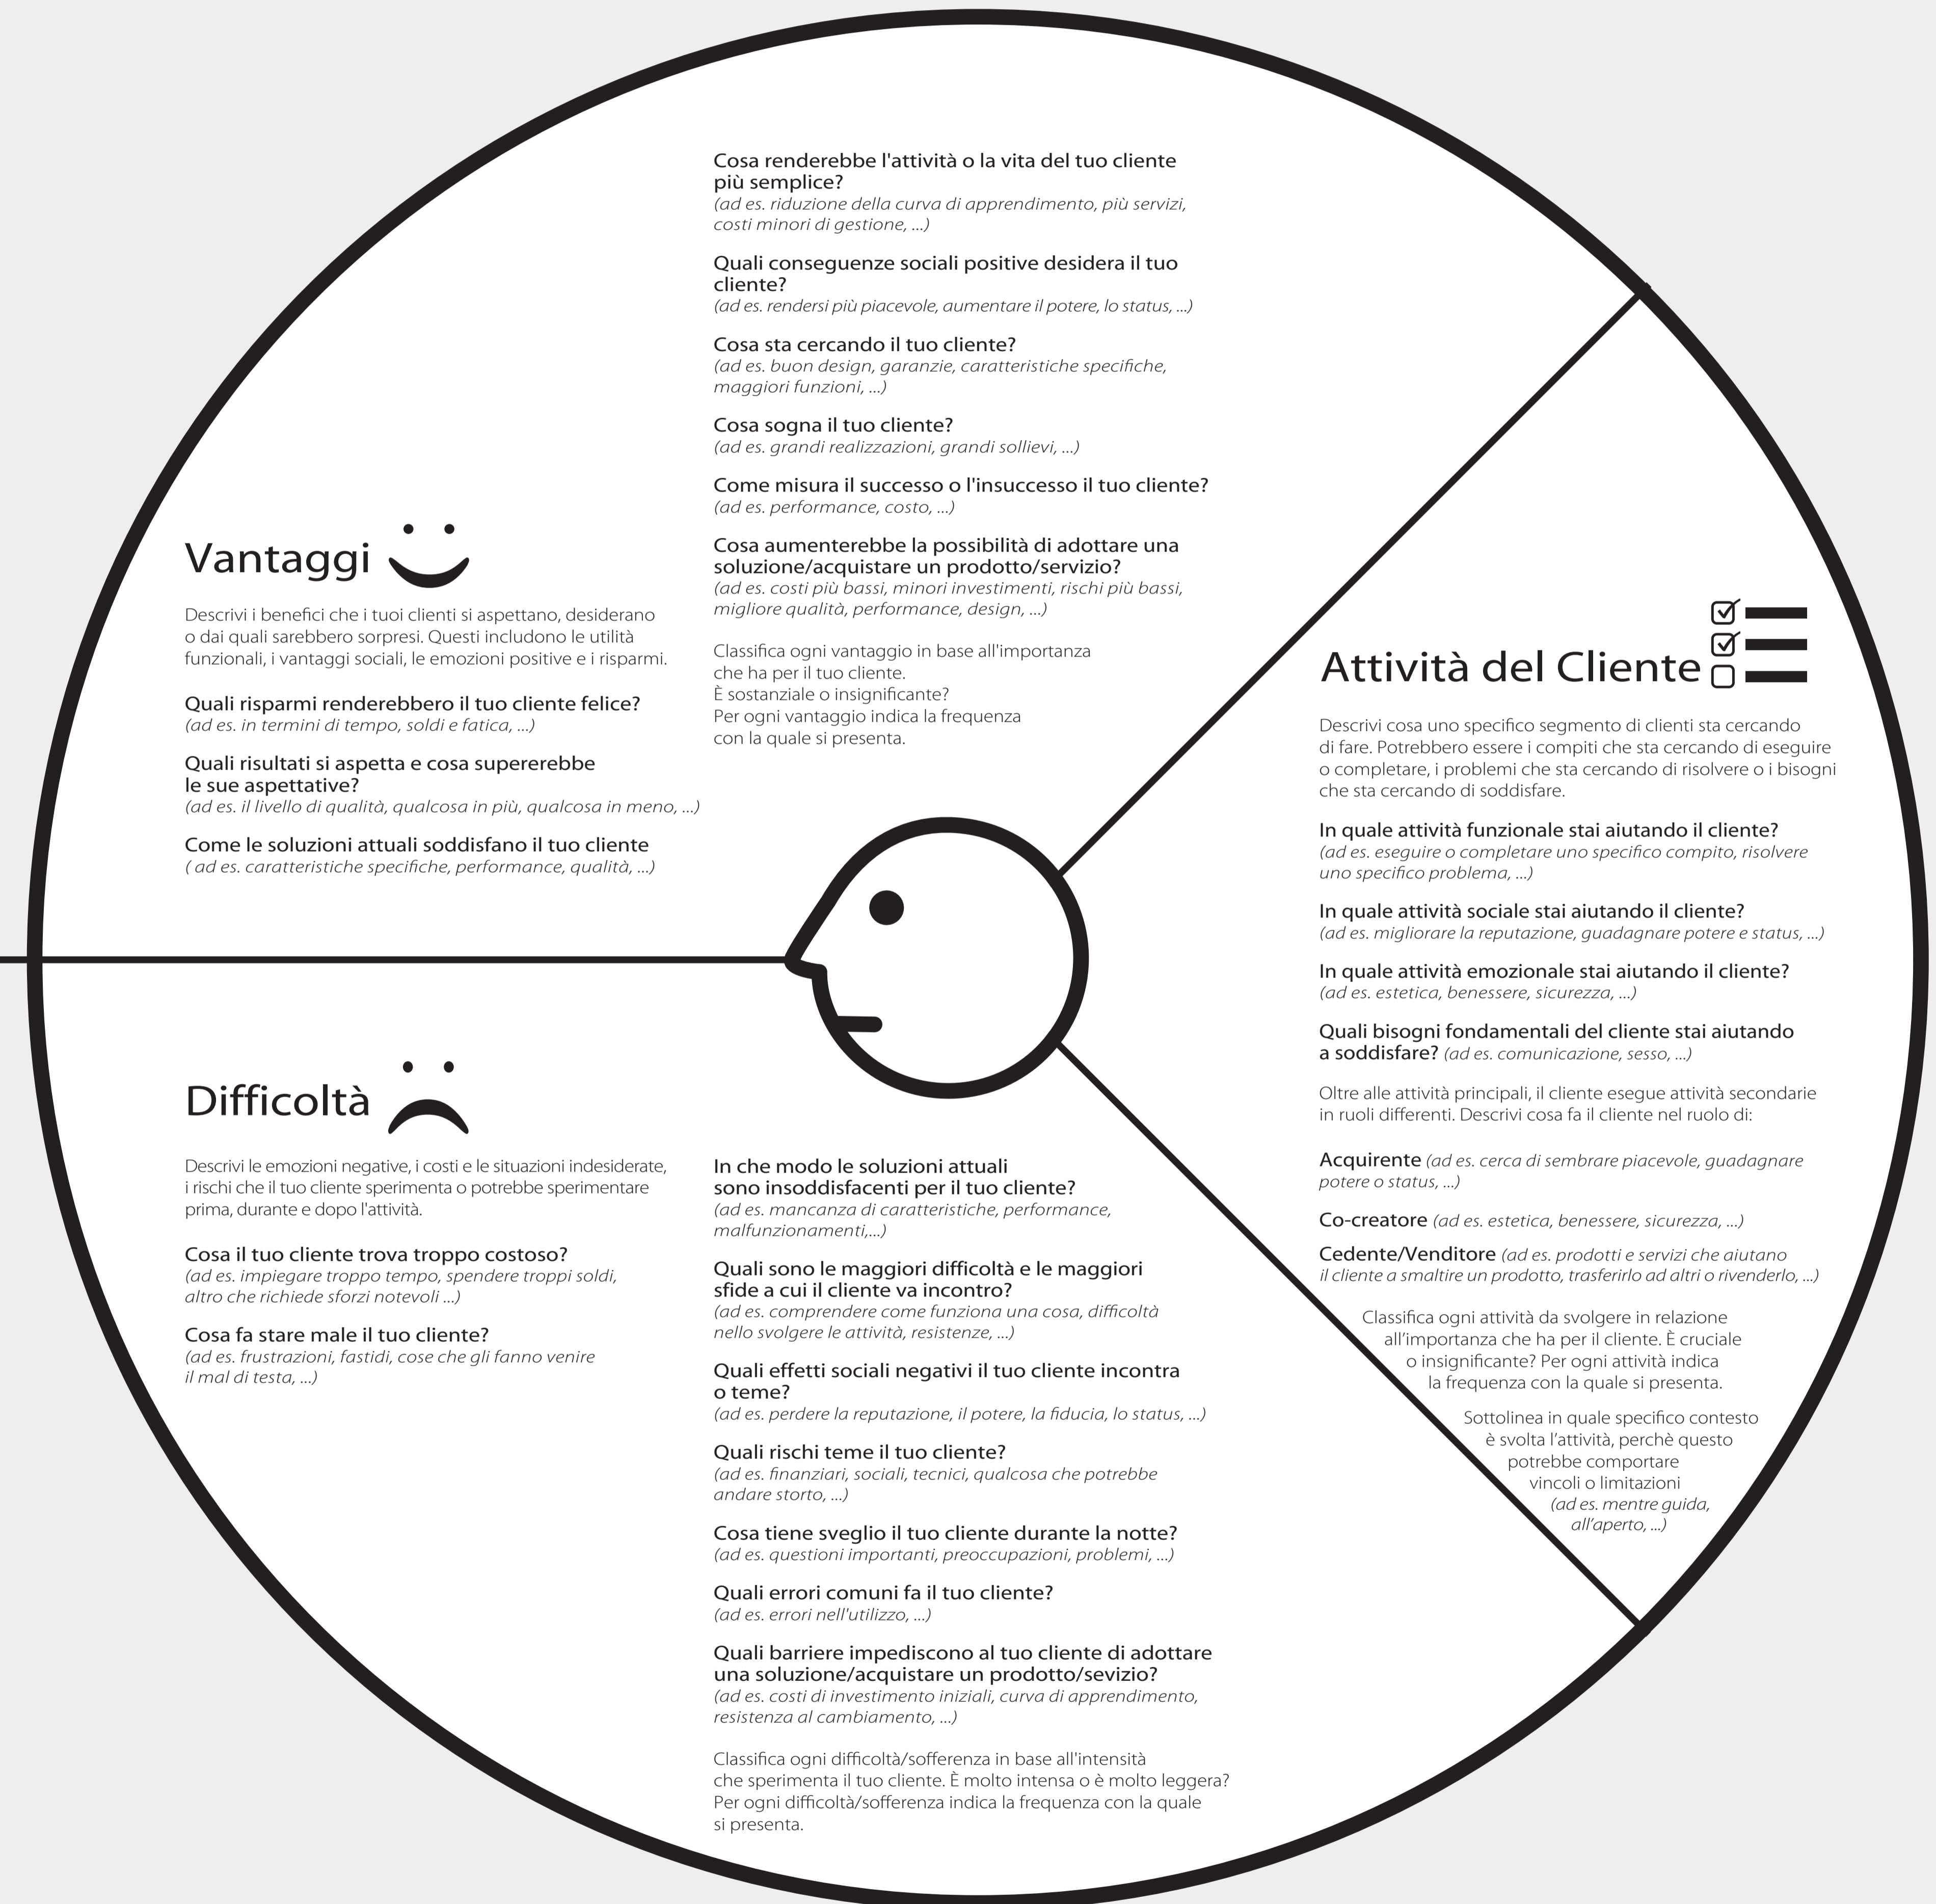 Vantaggi
Descrivi i benefici che i tuoi clienti si aspettano, desiderano
o dai quali sarebbero sorpresi. Questi includono le utilità
funzionali, i vantaggi sociali, le emozioni positive e i risparmi.
Quali risparmi renderebbero il tuo cliente felice?
(ad es. in termini di tempo, soldi e fatica, ...)
Quali risultati si aspetta e cosa supererebbe
le sue aspettative?
(ad es. il livello di qualità, qualcosa in più, qualcosa in meno, ...)
Come le soluzioni attuali soddisfano il tuo cliente
( ad es. caratteristiche specifiche, performance, qualità, ...)
Cosa renderebbe l'attività o la vita del tuo cliente
più semplice?
(ad es. riduzione della curva di apprendimento, più servizi,
costi minori di gestione, ...)
Quali conseguenze sociali positive desidera il tuo
cliente?
(ad es. rendersi più piacevole, aumentare il potere, lo status, ...)
Cosa sta cercando il tuo cliente?
(ad es. buon design, garanzie, caratteristiche specifiche,
maggiori funzioni, ...)
Cosa sogna il tuo cliente?
(ad es. grandi realizzazioni, grandi sollievi, ...)
Come misura il successo o l'insuccesso il tuo cliente?
(ad es. performance, costo, ...)
Cosa aumenterebbe la possibilità di adottare una
soluzione/acquistare un prodotto/servizio?
(ad es. costi più bassi, minori investimenti, rischi più bassi,
migliore qualità, performance, design, ...)
Classifica ogni vantaggio in base all'importanza
che ha per il tuo cliente.
È sostanziale o insignificante?
Per ogni vantaggio indica la frequenza
con la quale si presenta.
Attività del Cliente
Descrivi cosa uno specifico segmento di clienti sta cercando
di fare. Potrebbero essere i compiti che sta cercando di eseguire
o completare, i problemi che sta cercando di risolvere o i bisogni
che sta cercando di soddisfare.
In quale attività funzionale stai aiutando il cliente?
(ad es. eseguire o completare uno specifico compito, risolvere
uno specifico problema, ...)
In quale attività sociale stai aiutando il cliente?
(ad es. migliorare la reputazione, guadagnare potere e status, ...)
In quale attività emozionale stai aiutando il cliente?
(ad es. estetica, benessere, sicurezza, ...)
Quali bisogni fondamentali del cliente stai aiutando
a soddisfare? (ad es. comunicazione, sesso, ...)
Oltre alle attività principali, il cliente esegue attività secondarie
in ruoli differenti. Descrivi cosa fa il cliente nel ruolo di:
Acquirente (ad es. cerca di sembrare piacevole, guadagnare
potere o status, ...)
Co-creatore (ad es. estetica, benessere, sicurezza, ...)
Cedente/Venditore (ad es. prodotti e servizi che aiutano
il cliente a smaltire un prodotto, trasferirlo ad altri o rivenderlo, ...)
Classifica ogni attività da svolgere in relazione
all’importanza che ha per il cliente. È cruciale
o insignificante? Per ogni attività indica
la frequenza con la quale si presenta.
Sottolinea in quale specifico contesto
è svolta l’attività, perchè questo
potrebbe comportare
vincoli o limitazioni
(ad es. mentre guida,
all’aperto, ...)
Difficoltà
Descrivi le emozioni negative, i costi e le situazioni indesiderate,
i rischi che il tuo cliente sperimenta o potrebbe sperimentare
prima, durante e dopo l'attività.
Cosa il tuo cliente trova troppo costoso?
(ad es. impiegare troppo tempo, spendere troppi soldi,
altro che richiede sforzi notevoli ...)
Cosa fa stare male il tuo cliente?
(ad es. frustrazioni, fastidi, cose che gli fanno venire
il mal di testa, ...)
In che modo le soluzioni attuali
sono insoddisfacenti per il tuo cliente?
(ad es. mancanza di caratteristiche, performance,
malfunzionamenti,...)
Quali sono le maggiori difficoltà e le maggiori
sfide a cui il cliente va incontro?
(ad es. comprendere come funziona una cosa, difficoltà
nello svolgere le attività, resistenze, ...)
Quali effetti sociali negativi il tuo cliente incontra
o teme?
(ad es. perdere la reputazione, il potere, la fiducia, lo status, ...)
Quali rischi teme il tuo cliente?
(ad es. finanziari, sociali, tecnici, qualcosa che potrebbe
andare storto, ...)
Cosa tiene sveglio il tuo cliente durante la notte?
(ad es. questioni importanti, preoccupazioni, problemi, ...)
Quali errori comuni fa il tuo cliente?
(ad es. errori nell'utilizzo, ...)
Quali barriere impediscono al tuo cliente di adottare
una soluzione/acquistare un prodotto/sevizio?
(ad es. costi di investimento iniziali, curva di apprendimento,
resistenza al cambiamento, ...)
Classifica ogni difficoltà/sofferenza in base all'intensità
che sperimenta il tuo cliente. È molto intensa o è molto leggera?
Per ogni difficoltà/sofferenza indica la frequenza con la quale
si presenta.